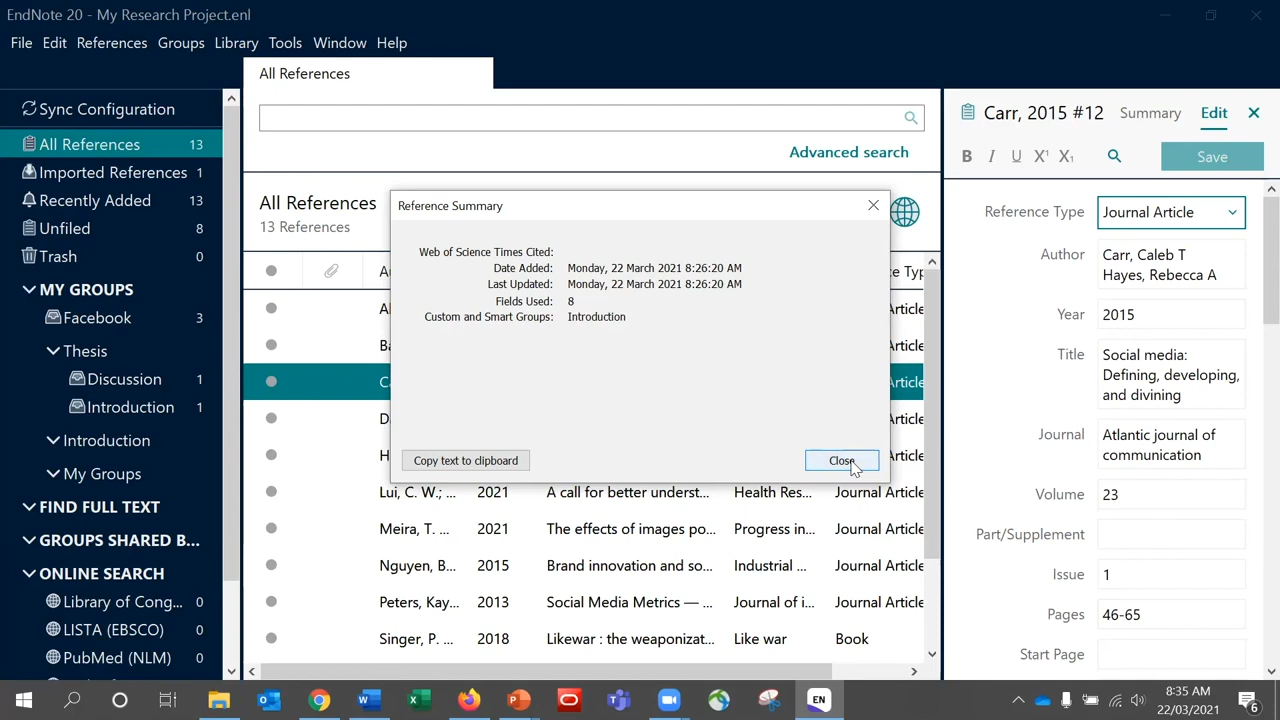 EndNote 20 - My Research Project.enl
File Edit References Groups Library Tools Window Help
Sync Configuration
All References 13
Imported References 1
Recently Added 13
Unfiled 8
Trash 0
MY GROUPS
Facebook 3
Thesis
Discussion 1
Introduction 1
Introduction
My Groups
FIND FULL TEXT
GROUPS SHARED B...
ONLINE SEARCH
Library of Cong... 0
LISTA (EBSCO) 0
PubMed (NLM) 0
All References
Advanced search
All References
13 References
Reference Summary
Web of Science Times Cited:
Date Added: Monday, 22 March 2021 8:26:20 AM
Last Updated: Monday, 22 March 2021 8:26:20 AM
Fields Used: 8
Custom and Smart Groups: Introduction
Copy text to clipboard Close
Lui, C. W.; ... 2021 A call for better underst... Health Res... Journal Article
Meira, T. ... 2021 The effects of images po... Progress in... Journal Article
Nguyen, B... 2015 Brand innovation and so... Industrial ... Journal Article
Peters, Kay... 2013 Social Media Metrics — ... Journal of i... Journal Article
Singer, P. ... 2018 Likewar : the weaponizat... Like war Book
Carr, 2015 #12 Summary Edit
B I U X¹ X₁ Save
Reference Type Journal Article
Author Carr, Caleb T
Hayes, Rebecca A
Year 2015
Title Social media:
Defining, developing,
and divining
Journal Atlantic journal of
communication
Volume 23
Part/Supplement
Issue 1
Pages 46-65
Start Page
EN
8:35 AM
22/03/2021
6